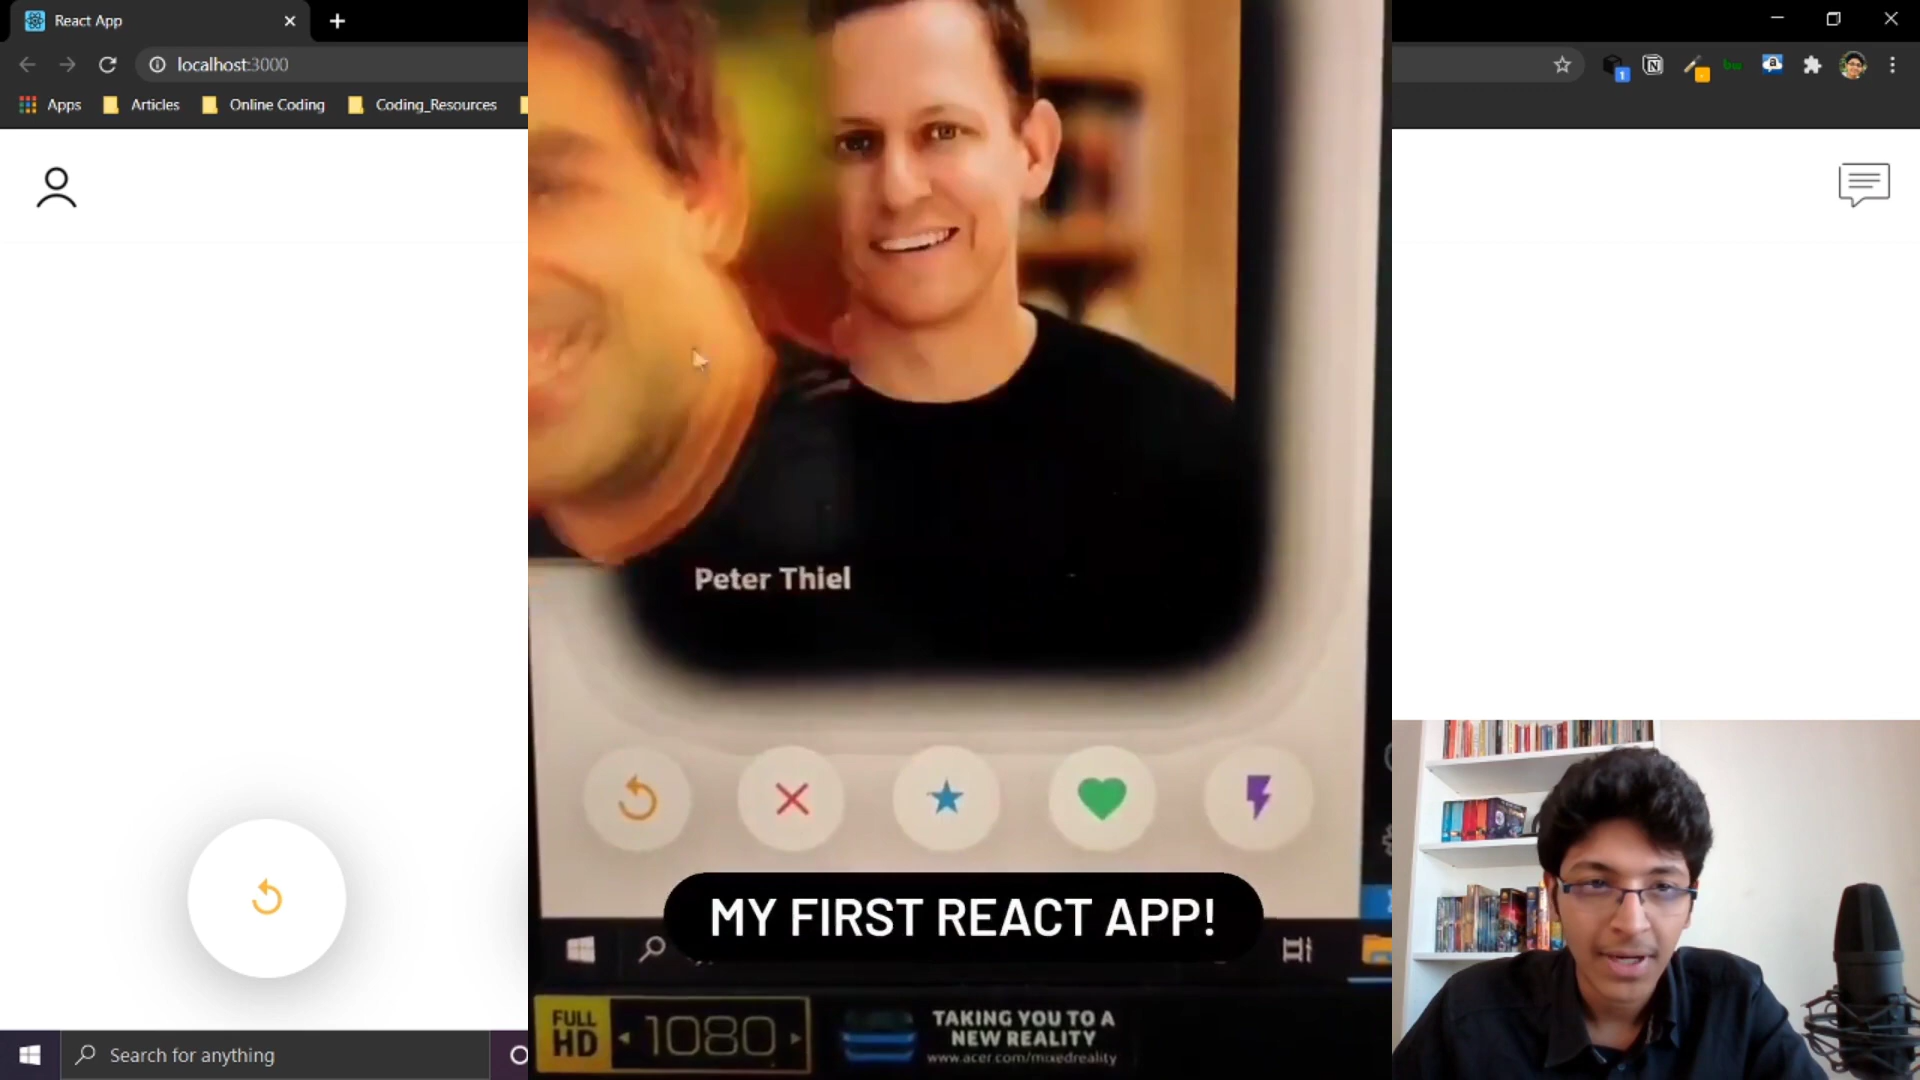 React App
localhost:3000
Apps
Articles
Online Coding
Coding_Resources
1
Peter Thiel
MY FIRST REACT APP!
FULL HD
1080
TAKING YOU TO A
NEW REALITY
www.acer.com/mixedreality
Search for anything